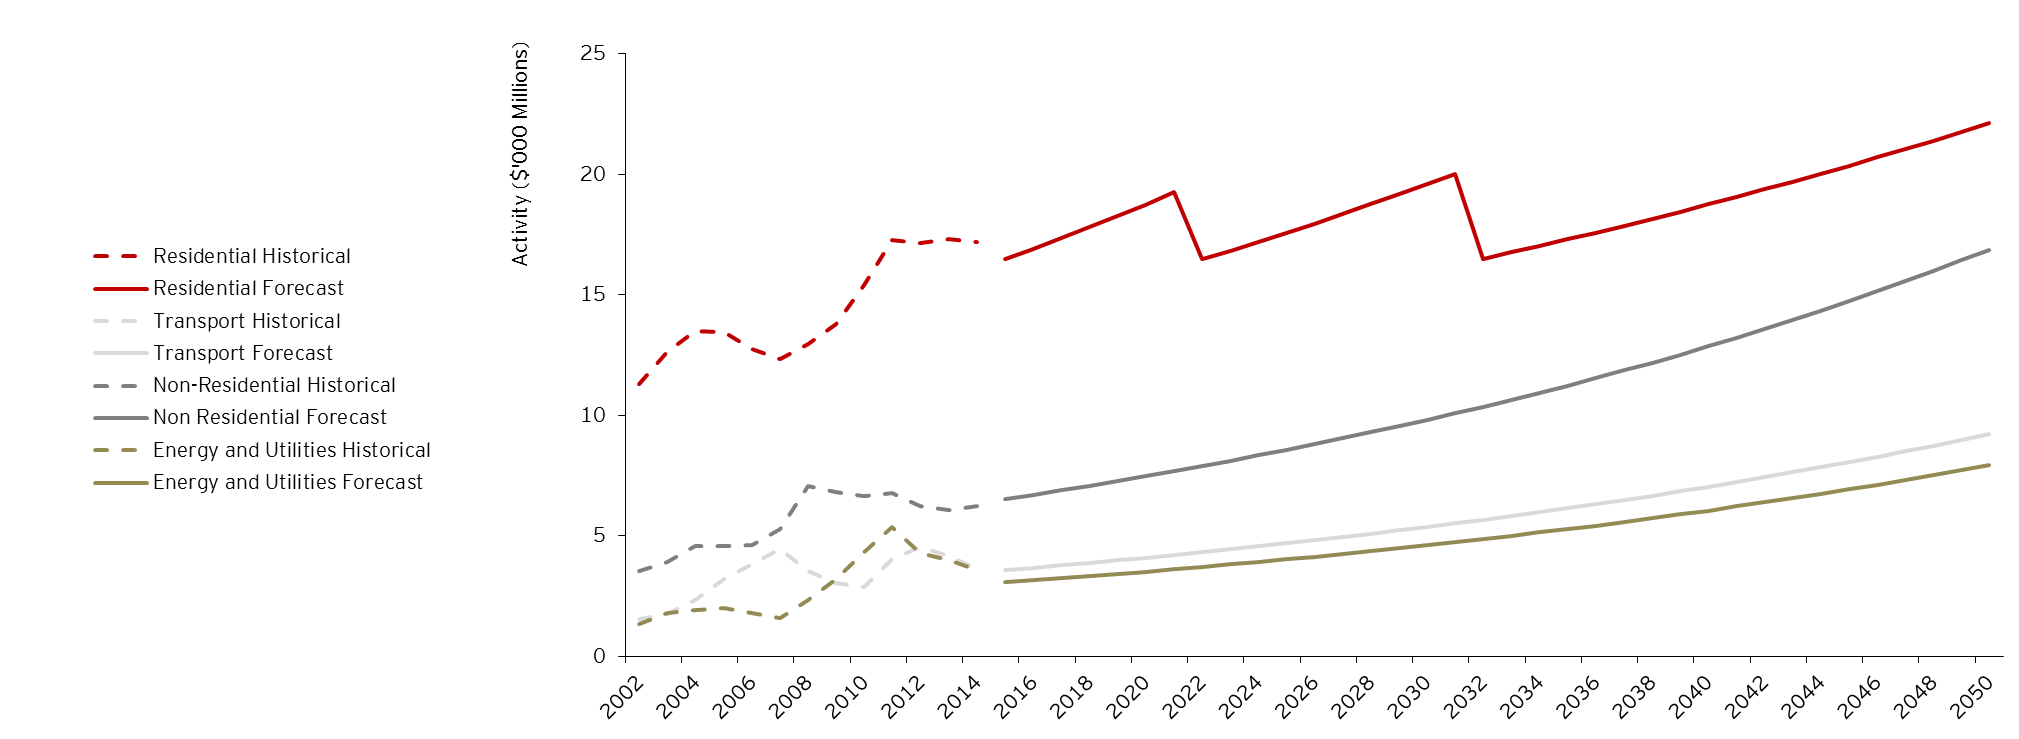 Activity ($'000 Millions)
25
20
15
10
5
0
Residential Historical
Residential Forecast
Transport Historical
Transport Forecast
Non-Residential Historical
Non Residential Forecast
Energy and Utilities Historical
Energy and Utilities Forecast
2002 2004 2006 2008 2010 2012 2014 2016 2018 2020 2022 2024 2026 2028 2030 2032 2034 2036 2038 2040 2042 2044 2046 2048 2050